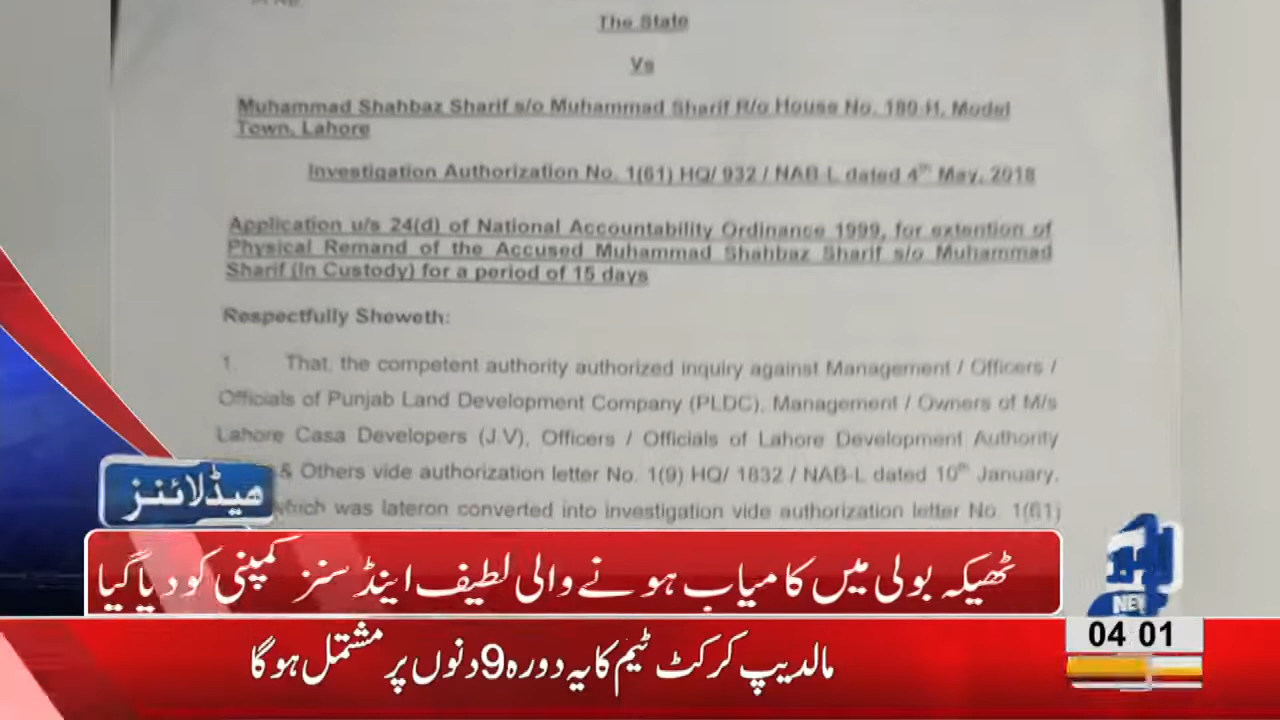 The State
Vs
Muhammad Shahbaz Sharif s/o Muhammad Sharif R/o House No. 180 H, Model
Town, Lahore
Investigation Authorization No. 1(61) HQ/ 932 / NAB-L dated 4th May, 2018
Application u/s 24(d) of National Accountability Ordinance 1999, for extention of
Physical Remand of the Accused Muhammad Shahbaz Sharif s/o Muhammad
Sharif (In Custody) for a period of 15 days
Respectfully Sheweth:
1. That, the competent authority authorized inquiry against Management / Officers /
Officials of Punjab Land Development Company (PLDC), Management / Owners of M/s
Lahore Casa Developers (J.V), Officers / Officials of Lahore Development Authority
& Others vide authorization letter No. 1(9) HQ/ 1832 / NAB-L dated 10th January,
which was lateron converted into investigation vide authorization letter No. 1(61)
ہیڈلائنز
ٹھیکہ بولی میں کامیاب ہونے والی لطیف اینڈ سنز کمپنی کو دیا گیا
04 01
مالدیپ کرکٹ ٹیم کا یہ دورہ 9 دنوں پر مشتمل ہوگا